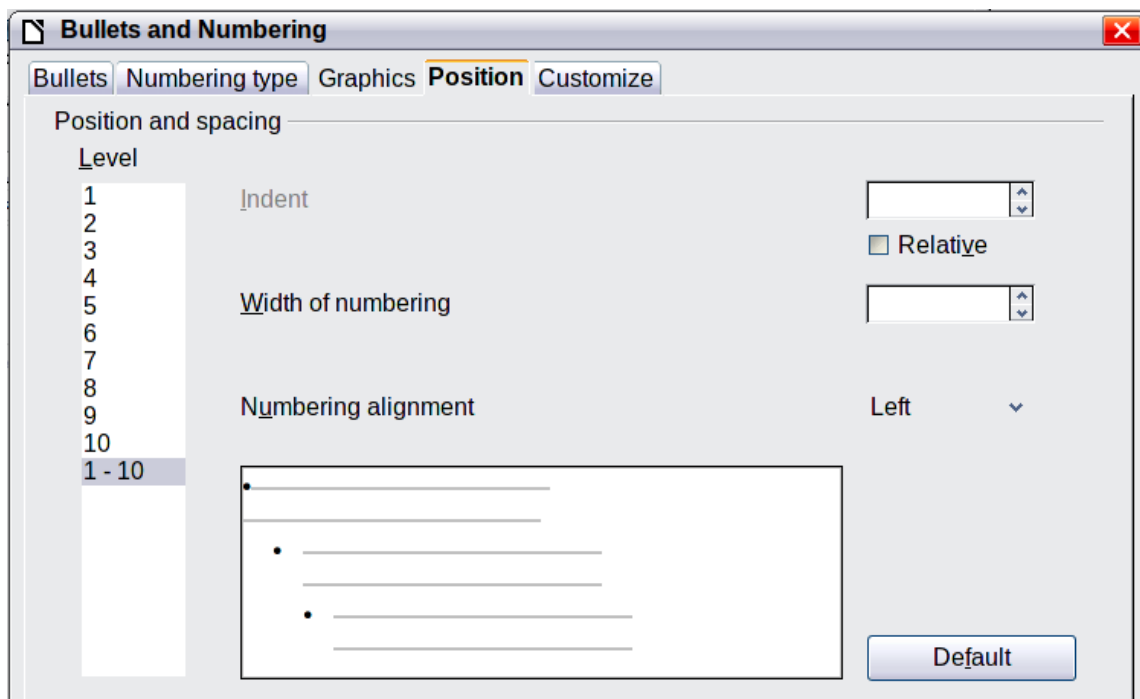 Bullets and Numbering
Bullets Numbering type Graphics Position Customize
Position and spacing
Level
1
2
3
4
5
6
7
8
9
10
1 - 10
Indent
Relative
Width of numbering
Numbering alignment Left
Default